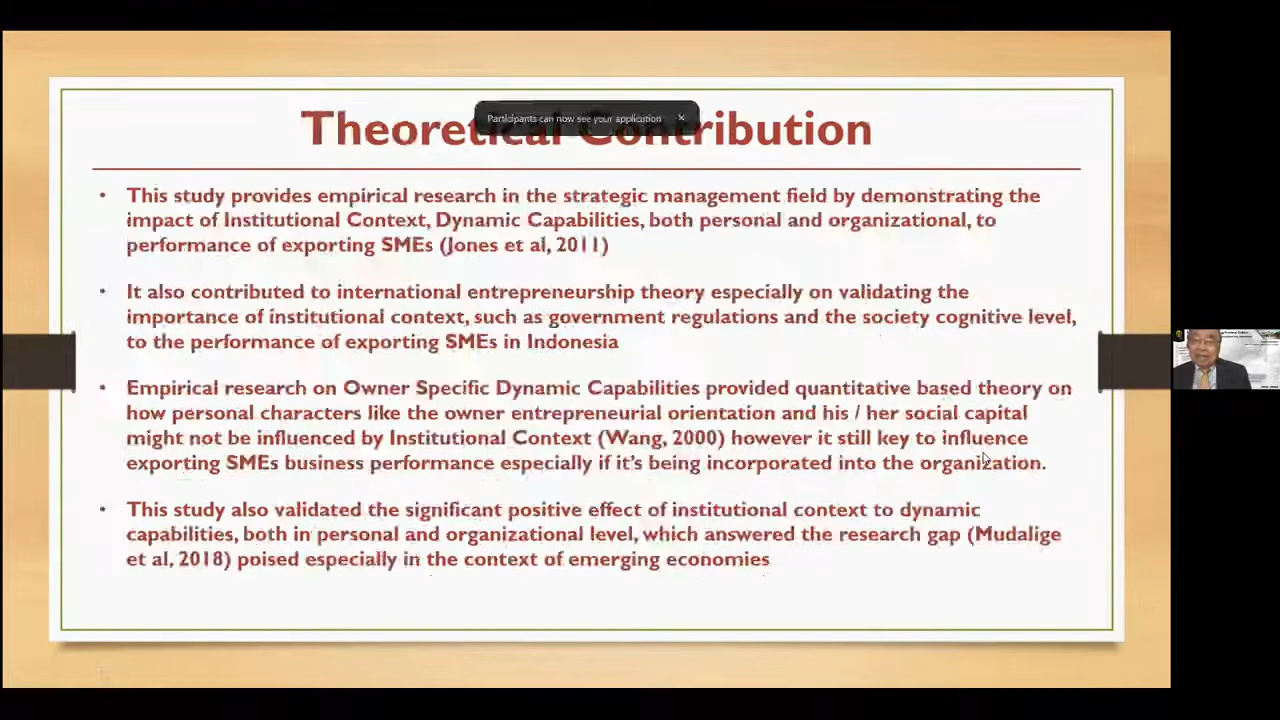 Theoretical Contribution
Participants can now see your application
• This study provides empirical research in the strategic management field by demonstrating the
impact of Institutional Context, Dynamic Capabilities, both personal and organizational, to
performance of exporting SMEs (Jones et al, 2011)
• It also contributed to international entrepreneurship theory especially on validating the
importance of institutional context, such as government regulations and the society cognitive level,
to the performance of exporting SMEs in Indonesia
• Empirical research on Owner Specific Dynamic Capabilities provided quantitative based theory on
how personal characters like the owner entrepreneurial orientation and his / her social capital
might not be influenced by Institutional Context (Wang, 2000) however it still key to influence
exporting SMEs business performance especially if it's being incorporated into the organization.
• This study also validated the significant positive effect of institutional context to dynamic
capabilities, both in personal and organizational level, which answered the research gap (Mudalige
et al, 2018) poised especially in the context of emerging economies